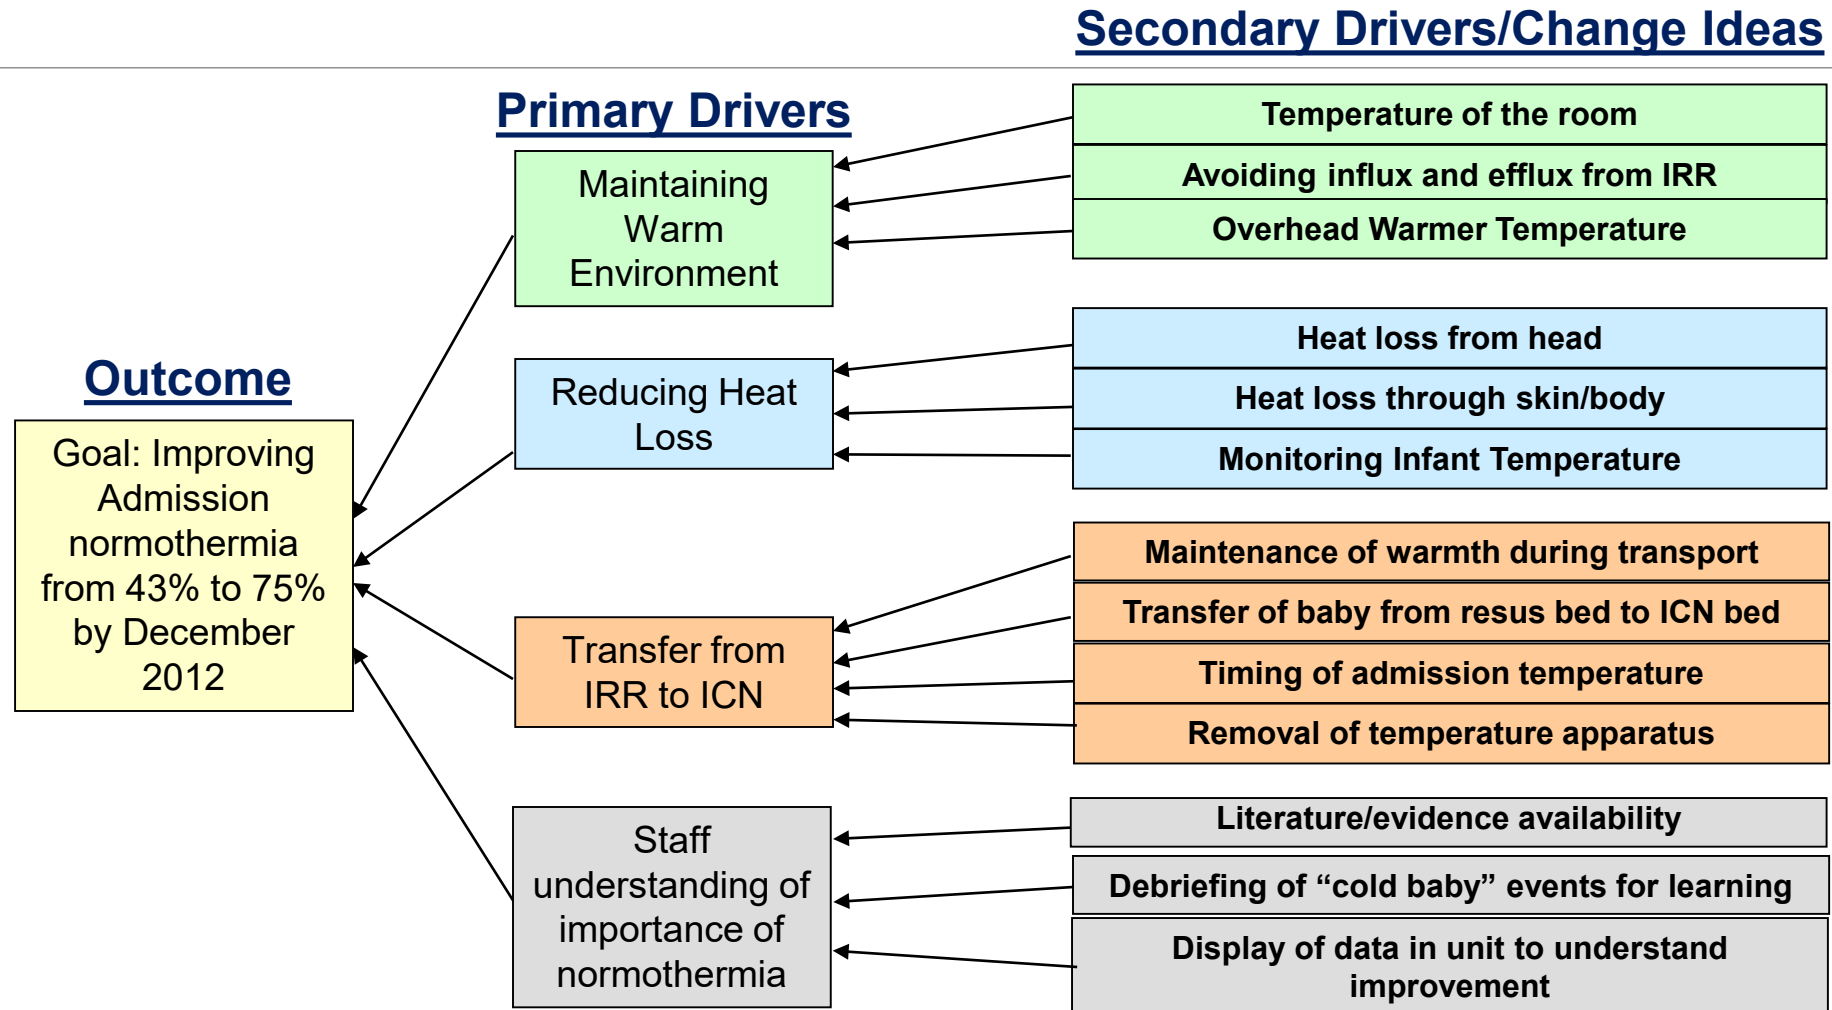 Secondary Drivers/Change Ideas
Primary Drivers
Outcome
Goal: Improving
Admission
normothermia
from 43% to 75%
by December
2012
Maintaining
Warm
Environment
Temperature of the room
Avoiding influx and efflux from IRR
Overhead Warmer Temperature
Reducing Heat
Loss
Heat loss from head
Heat loss through skin/body
Monitoring Infant Temperature
Transfer from
IRR to ICN
Maintenance of warmth during transport
Transfer of baby from resus bed to ICN bed
Timing of admission temperature
Removal of temperature apparatus
Staff
understanding of
importance of
normothermia
Literature/evidence availability
Debriefing of “cold baby” events for learning
Display of data in unit to understand
improvement